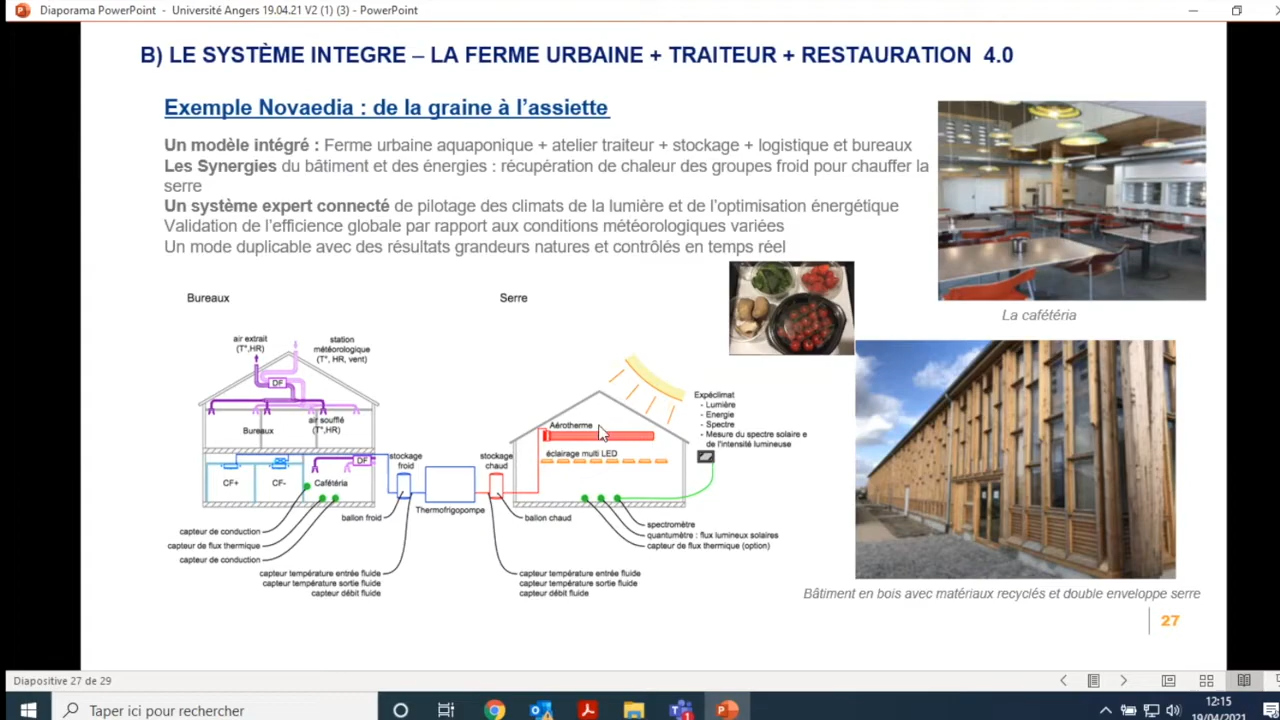 Diaporama PowerPoint - Université Angers 19.04.21 V2 (1) (3) - PowerPoint
B) LE SYSTÈME INTEGRE – LA FERME URBAINE + TRAITEUR + RESTAURATION 4.0
Exemple Novaedia : de la graine à l'assiette
Un modèle intégré : Ferme urbaine aquaponique + atelier traiteur + stockage + logistique et bureaux
Les Synergies du bâtiment et des énergies : récupération de chaleur des groupes froid pour chauffer la
serre
Un système expert connecté de pilotage des climats de la lumière et de l'optimisation énergétique
Validation de l'efficience globale par rapport aux conditions météorologiques variées
Un mode duplicable avec des résultats grandeurs natures et contrôlés en temps réel
La cafétéria
Bureaux
air extrait
(T°,HR)
station
météorologique
(T°, HR, vent)
DF
air soufflé
(T°,HR)
Bureaux
DF
CF+
CF-
Cafétéria
capteur de conduction
capteur de flux thermique
capteur de conduction
stockage
froid
ballon froid
Thermofrigopompe
capteur température entrée fluide
capteur température sortie fluide
capteur débit fluide
Serre
stockage
chaud
ballon chaud
Aérotherme
éclairage multi LED
Expéclimat
- Lumière
- Energie
- Spectre
- Mesure du spectre solaire e
de l'intensité lumineuse
spectromètre
quantumètre : flux lumineux solaires
capteur de flux thermique (option)
capteur température entrée fluide
capteur température sortie fluide
capteur débit fluide
Bâtiment en bois avec matériaux recyclés et double enveloppe serre
27
Diapositive 27 de 29
Taper ici pour rechercher
12:15
19/04/2021